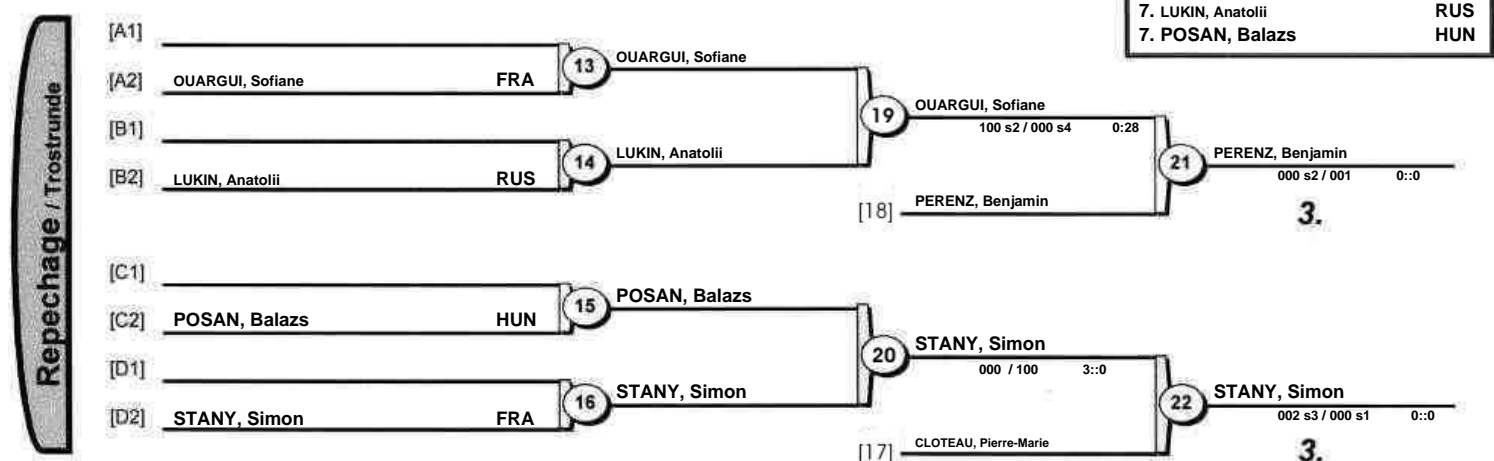 7. LUKIN, Anatolii RUS
7. POSAN, Balazs HUN
Repechage / Trostrunde
[A1]
[A2] OUARGUI, Sofiane FRA
13 OUARGUI, Sofiane
[B1]
[B2] LUKIN, Anatolii RUS
14 LUKIN, Anatolii
19 OUARGUI, Sofiane
100 s2 / 000 s4 0:28
[18] PERENZ, Benjamin
21 PERENZ, Benjamin
000 s2 / 001 0::0
3.
[C1]
[C2] POSAN, Balazs HUN
15 POSAN, Balazs
[D1]
[D2] STANY, Simon FRA
16 STANY, Simon
20 STANY, Simon
000 / 100 3::0
[17] CLOTEAU, Pierre-Marie
22 STANY, Simon
002 s3 / 000 s1 0::0
3.